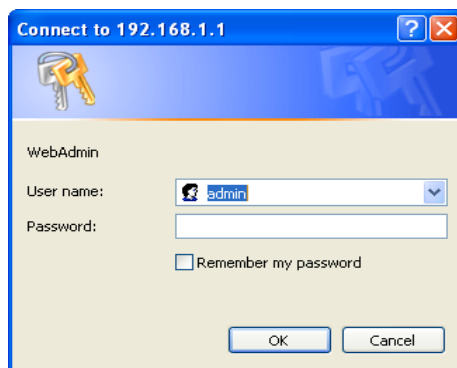 Connect to 192.168.1.1
WebAdmin
User name: admin
Password:
Remember my password
OK Cancel